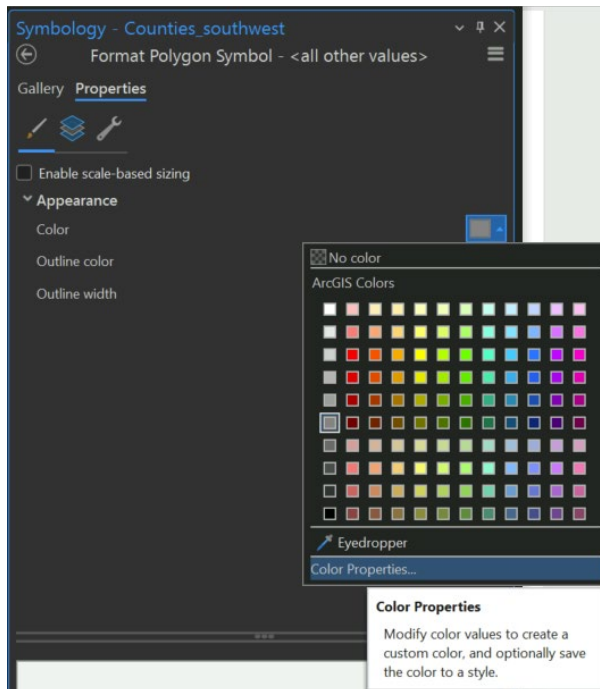 Symbology - Counties_southwest
Format Polygon Symbol - <all other values>
Gallery Properties
Enable scale-based sizing
Appearance
Color
Outline color
Outline width
No color
ArcGIS Colors
Eyedropper
Color Properties...
Color Properties
Modify color values to create a
custom color, and optionally save
the color to a style.